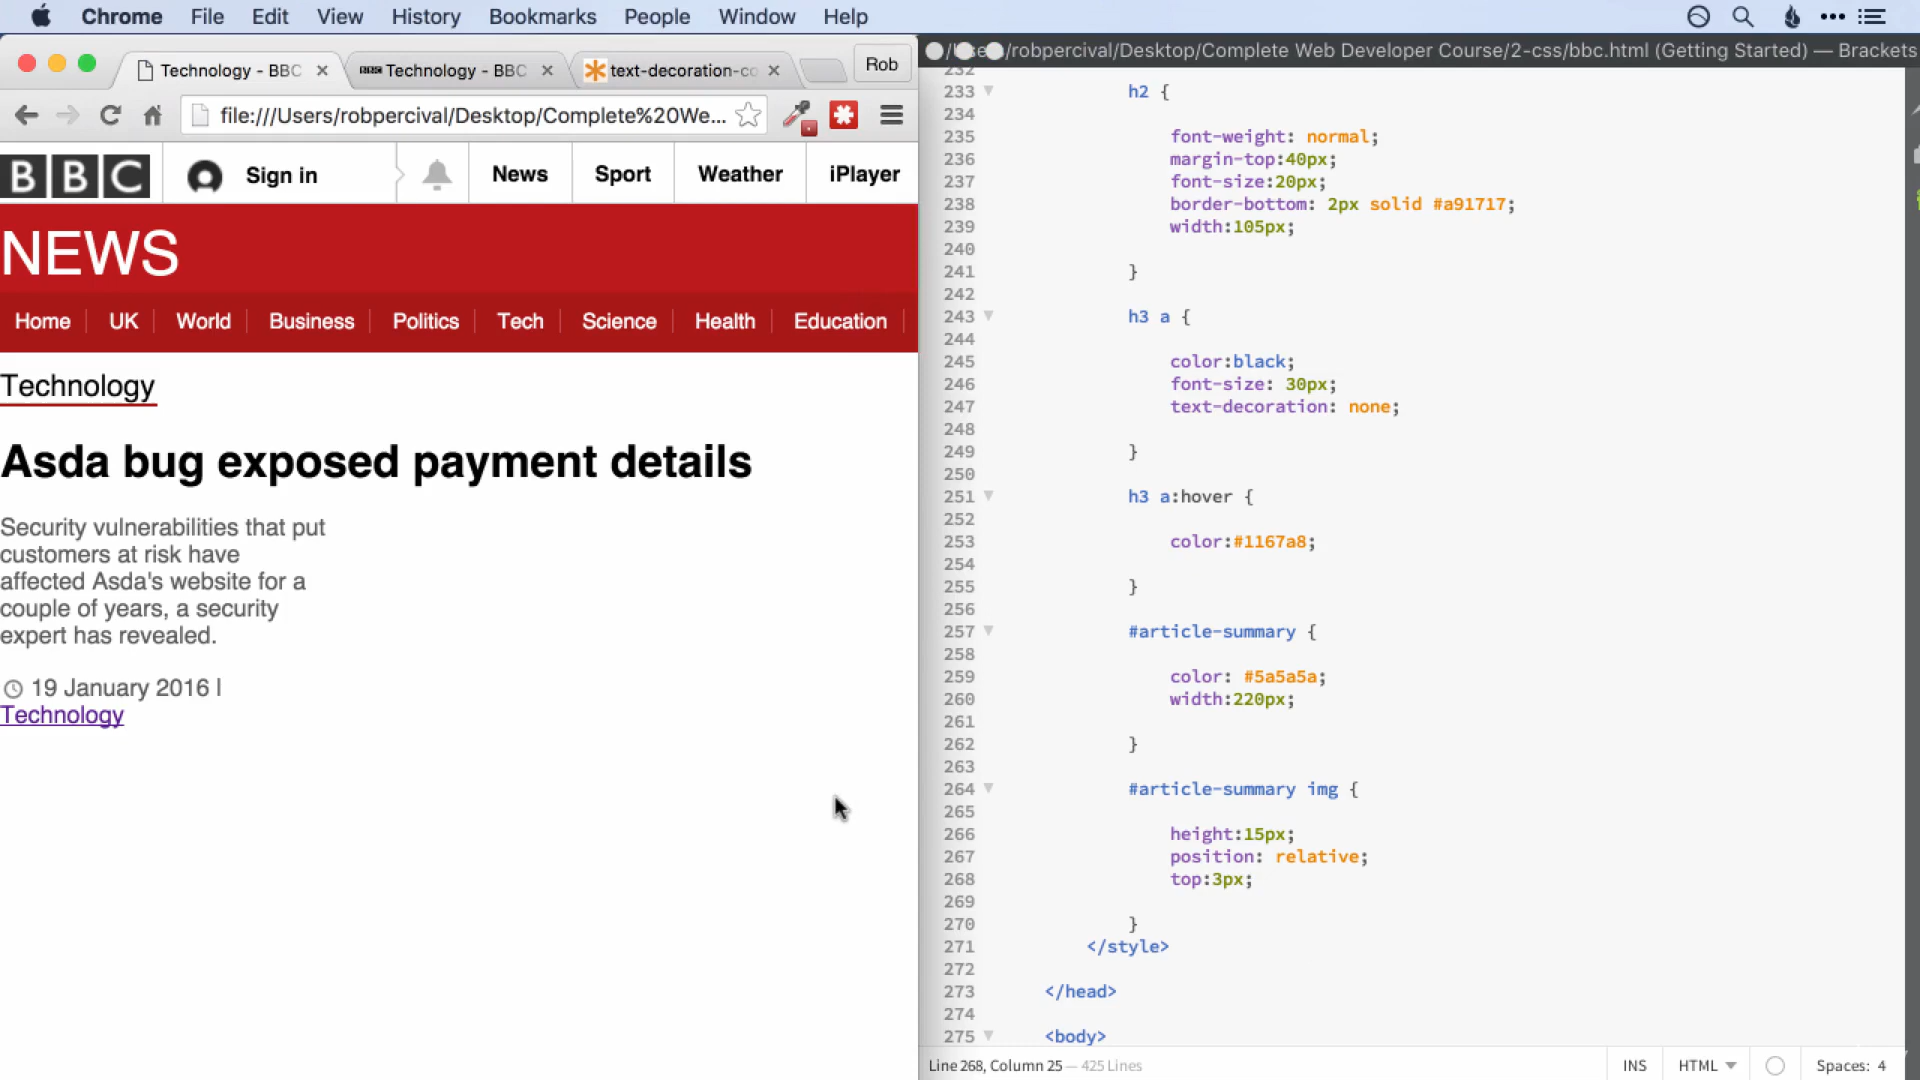 Chrome File Edit View History Bookmarks People Window Help
Technology - BBC
Technology - BBC
text-decoration-co
Rob
/robpercival/Desktop/Complete Web Developer Course/2-css/bbc.html (Getting Started) — Brackets
file:///Users/robpercival/Desktop/Complete%20We...
BBC Sign in News Sport Weather iPlayer
NEWS
Home UK World Business Politics Tech Science Health Education
Technology
Asda bug exposed payment details
Security vulnerabilities that put
customers at risk have
affected Asda's website for a
couple of years, a security
expert has revealed.
19 January 2016 |
Technology
232
233 h2 {
234
235 font-weight: normal;
236 margin-top:40px;
237 font-size:20px;
238 border-bottom: 2px solid #a91717;
239 width:105px;
240
241 }
242
243 h3 a {
244
245 color:black;
246 font-size: 30px;
247 text-decoration: none;
248
249 }
250
251 h3 a:hover {
252
253 color:#1167a8;
254
255 }
256
257 #article-summary {
258
259 color: #5a5a5a;
260 width:220px;
261
262 }
263
264 #article-summary img {
265
266 height:15px;
267 position: relative;
268 top:3px;
269
270 }
271 </style>
272
273 </head>
274
275 <body>
Line 268, Column 25 — 425 Lines
INS HTML Spaces: 4